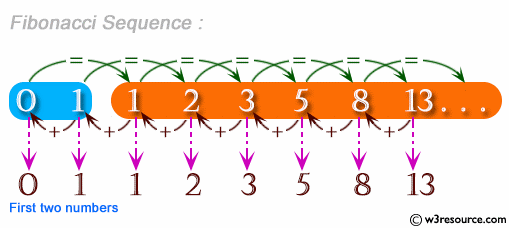 Fibonacci Sequence :
= = = = = = =
0 1 1 2 3 5 8 13...
+ + + + + + +
0 1 1 2 3 5 8 13
First two numbers
© w3resource.com